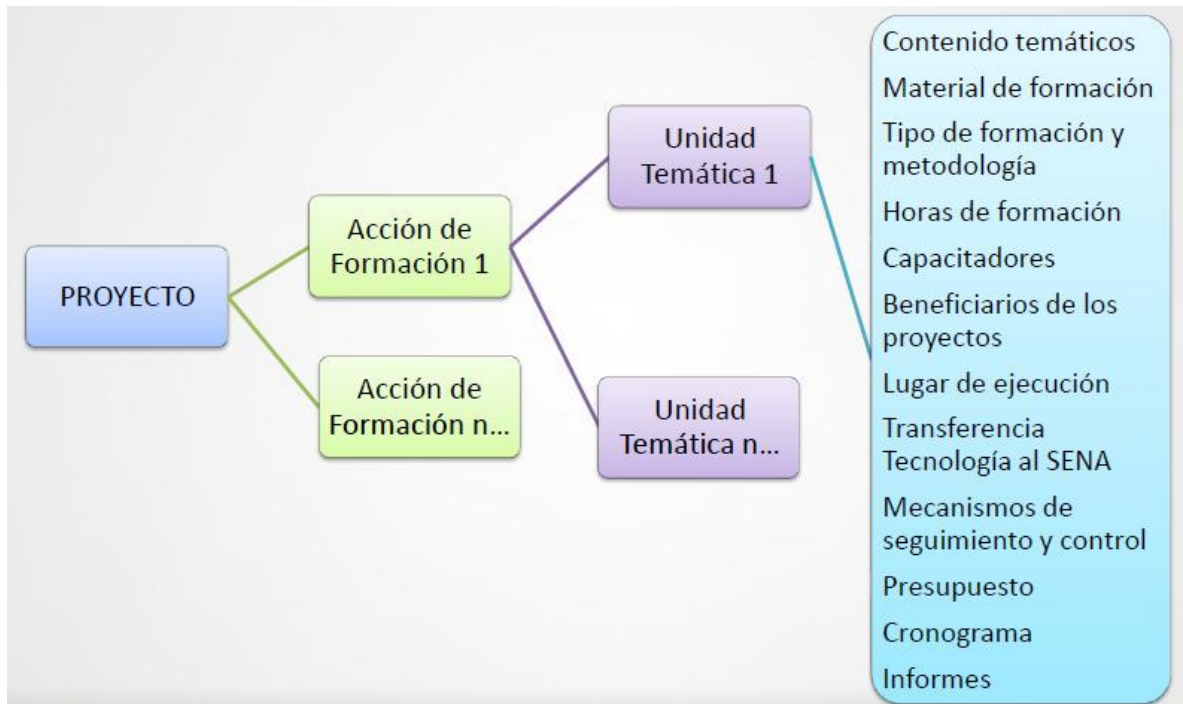 PROYECTO
Acción de
Formación 1
Acción de
Formación n...
Unidad
Temática 1
Unidad
Temática n...
Contenido temáticos
Material de formación
Tipo de formación y
metodología
Horas de formación
Capacitadores
Beneficiarios de los
proyectos
Lugar de ejecución
Transferencia
Tecnología al SENA
Mecanismos de
seguimiento y control
Presupuesto
Cronograma
Informes